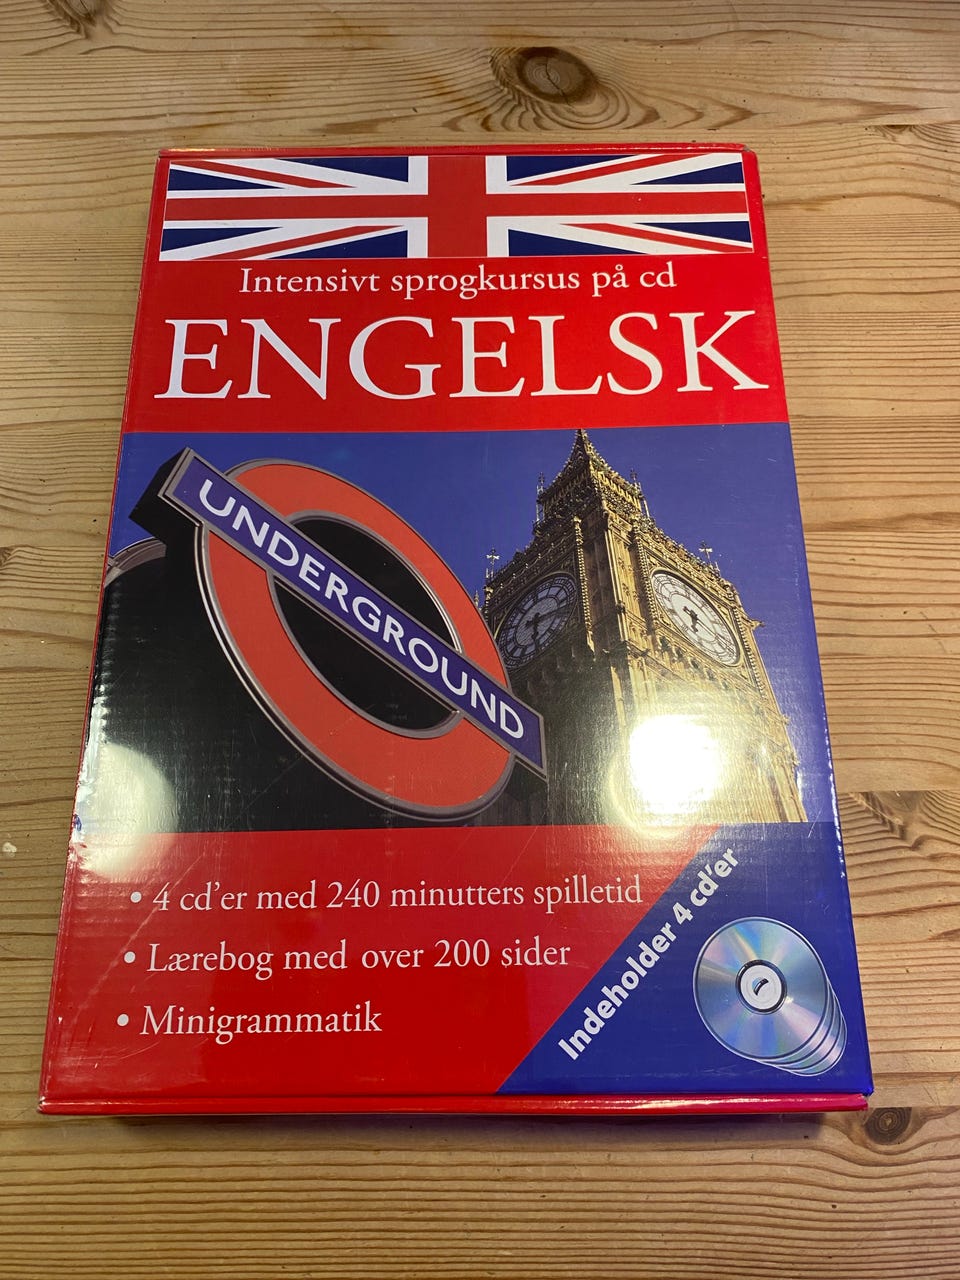 Intensivt sprogkursus på cd
ENGELSK
UNDERGROUND
• 4 cd’er med 240 minutters spilletid
• Lærebog med over 200 sider
• Minigrammatik
Indeholder 4 cd’er